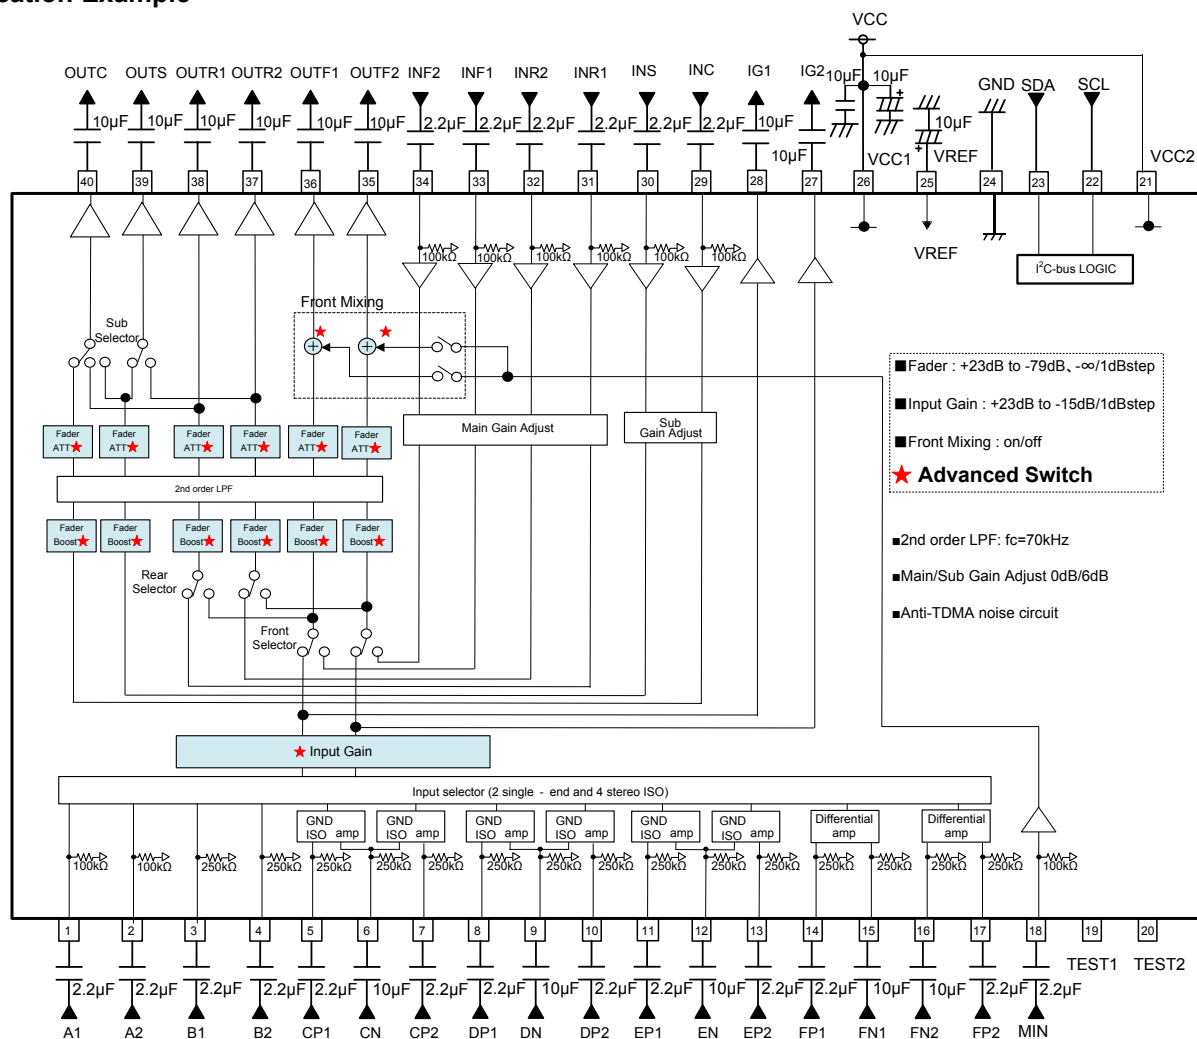 VCC
OUTC OUTS OUTR1 OUTR2 OUTF1 OUTF2 INF2 INF1 INR2 INR1 INS INC IG1 IG2 10μF 10μF GND SDA SCL
10μF 10μF 10μF 10μF 10μF 10μF 2.2μF 2.2μF 2.2μF 2.2μF 2.2μF 2.2μF 10μF 10μF + 10μF
+ VCC1 VREF VCC2
40 39 38 37 36 35 34 33 32 31 30 29 28 27 26 25 24 23 22 21
100kΩ 100kΩ 100kΩ 100kΩ 100kΩ 100kΩ
VREF
I²C-bus LOGIC
Front Mixing
Sub
Selector
+ +
■Fader : +23dB to -79dB、-∞/1dBstep
■Input Gain : +23dB to -15dB/1dBstep
■Front Mixing : on/off
★ Advanced Switch
Main Gain Adjust
Sub
Gain Adjust
Fader Fader Fader Fader Fader Fader
ATT★ ATT★ ATT★ ATT★ ATT★ ATT★
2nd order LPF
Fader Fader Fader Fader Fader Fader
Boost★ Boost★ Boost★ Boost★ Boost★ Boost★
■2nd order LPF: fc=70kHz
■Main/Sub Gain Adjust 0dB/6dB
■Anti-TDMA noise circuit
Rear
Selector
Front
Selector
★ Input Gain
Input selector (2 single - end and 4 stereo ISO)
GND GND GND GND GND GND Differential Differential
ISO amp ISO amp ISO amp ISO amp ISO amp ISO amp amp amp
100kΩ 100kΩ 250kΩ 250kΩ 250kΩ 250kΩ 250kΩ 250kΩ 250kΩ 250kΩ 250kΩ 250kΩ 250kΩ 250kΩ 250kΩ 250kΩ 250kΩ 100kΩ
1 2 3 4 5 6 7 8 9 10 11 12 13 14 15 16 17 18 19 20
TEST1 TEST2
2.2μF 2.2μF 2.2μF 2.2μF 2.2μF 10μF 2.2μF 2.2μF 10μF 2.2μF 2.2μF 10μF 2.2μF 2.2μF 10μF 10μF 2.2μF 2.2μF
A1 A2 B1 B2 CP1 CN CP2 DP1 DN DP2 EP1 EN EP2 FP1 FN1 FN2 FP2 MIN